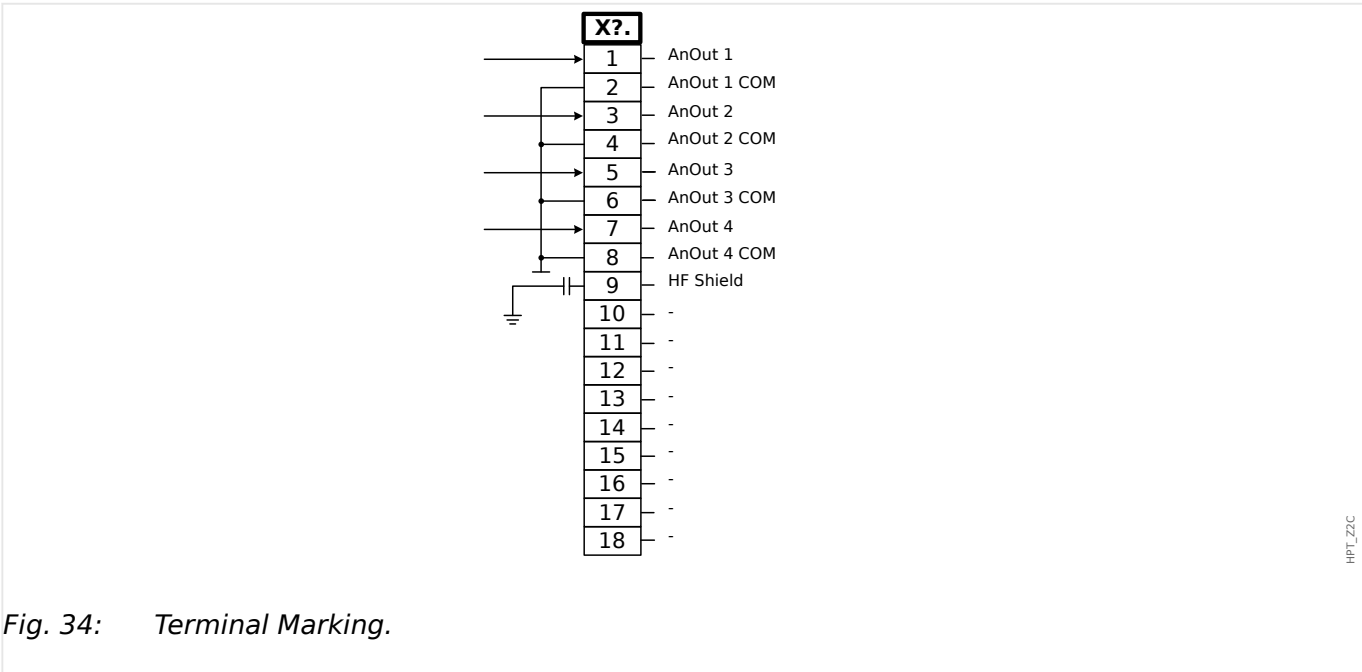 X?.
1 AnOut 1
2 AnOut 1 COM
3 AnOut 2
4 AnOut 2 COM
5 AnOut 3
6 AnOut 3 COM
7 AnOut 4
8 AnOut 4 COM
9 HF Shield
10 -
11 -
12 -
13 -
14 -
15 -
16 -
17 -
18 -
HPT_Z2C
Fig. 34: Terminal Marking.